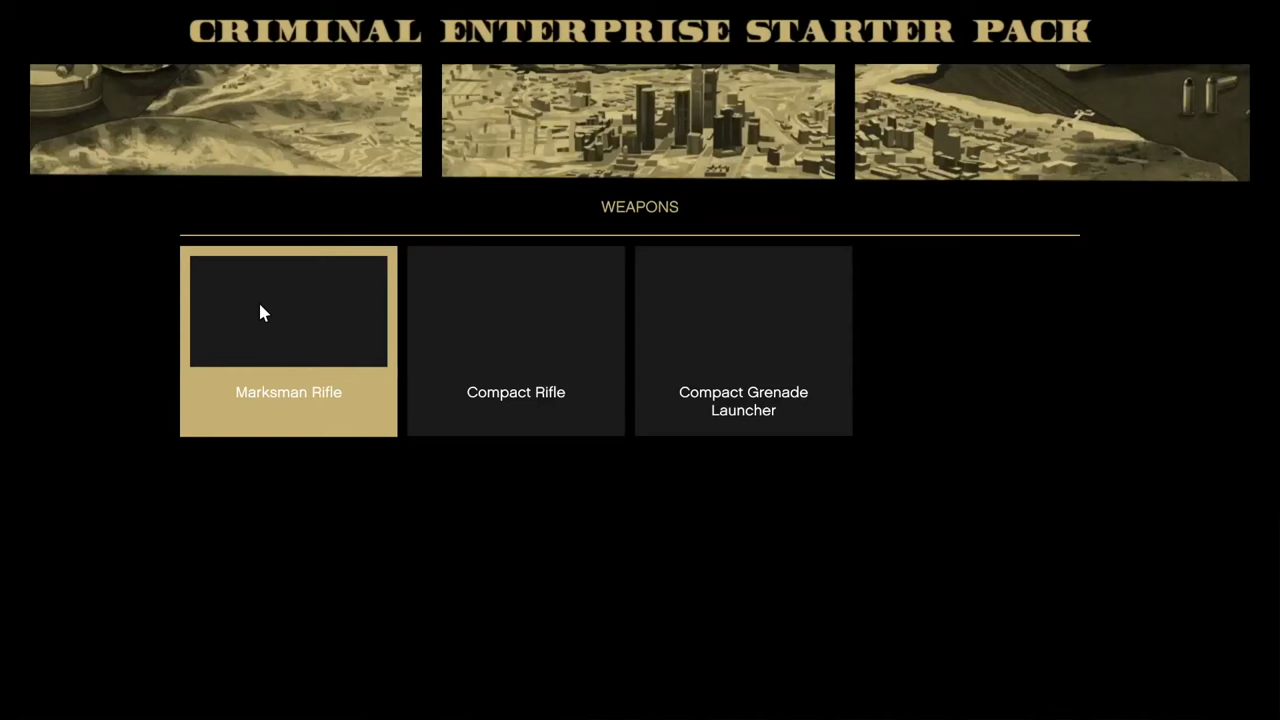 CRIMINAL ENTERPRISE STARTER PACK
WEAPONS
Marksman Rifle
Compact Rifle
Compact Grenade
Launcher